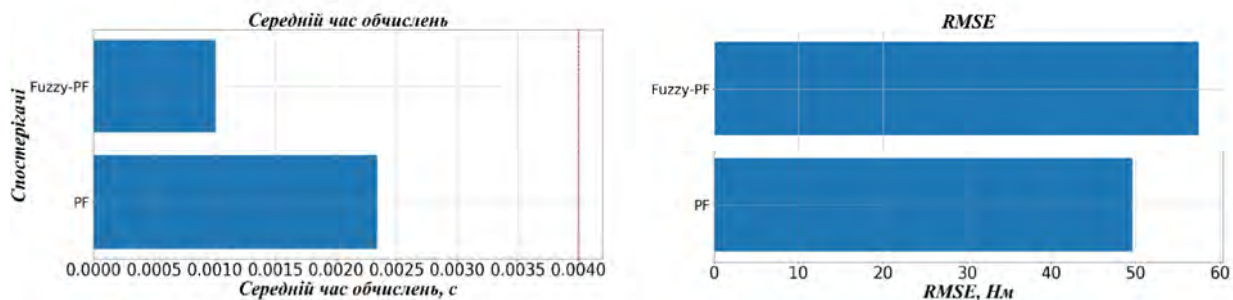 Середній час обчислень
Спостерігачі
Fuzzy-PF
PF
0.0000 0.0005 0.0010 0.0015 0.0020 0.0025 0.0030 0.0035 0.0040
Середній час обчислень, с
RMSE
Fuzzy-PF
PF
0 10 20 30 40 50 60
RMSE, Нм